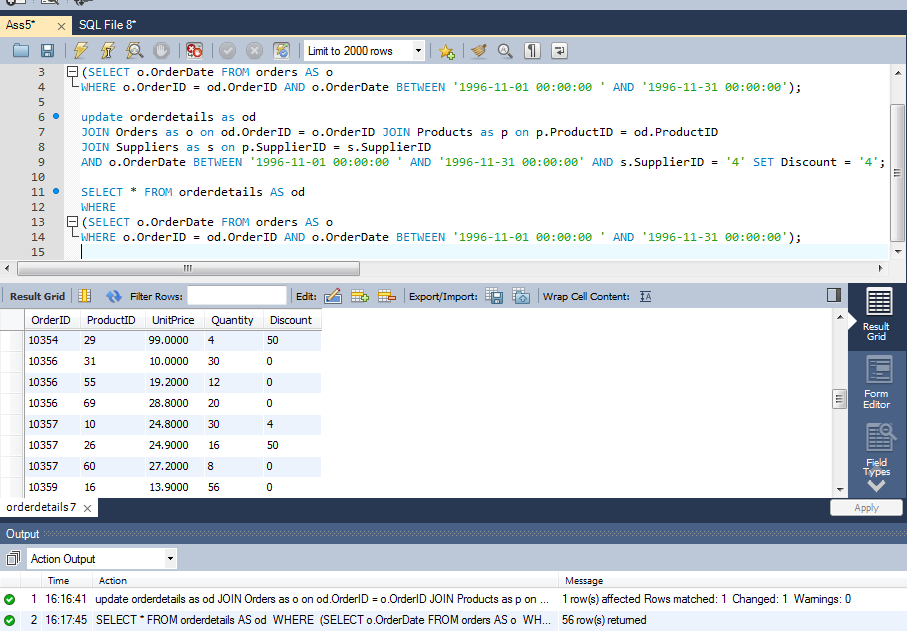 Ass5*
SQL File 8*
Limit to 2000 rows
3 (SELECT o.OrderDate FROM orders AS o
4 WHERE o.OrderID = od.OrderID AND o.OrderDate BETWEEN '1996-11-01 00:00:00 ' AND '1996-11-31 00:00:00');
5
6 update orderdetails as od
7 JOIN Orders as o on od.OrderID = o.OrderID JOIN Products as p on p.ProductID = od.ProductID
8 JOIN Suppliers as s on p.SupplierID = s.SupplierID
9 AND o.OrderDate BETWEEN '1996-11-01 00:00:00 ' AND '1996-11-31 00:00:00' AND s.SupplierID = '4' SET Discount = '4';
10
11 SELECT * FROM orderdetails AS od
12 WHERE
13 (SELECT o.OrderDate FROM orders AS o
14 WHERE o.OrderID = od.OrderID AND o.OrderDate BETWEEN '1996-11-01 00:00:00 ' AND '1996-11-31 00:00:00');
15
Result Grid Filter Rows: Edit: Export/Import: Wrap Cell Content:
OrderID ProductID UnitPrice Quantity Discount
10354 29 99.0000 4 50
10356 31 10.0000 30 0
10356 55 19.2000 12 0
10356 69 28.8000 20 0
10357 10 24.8000 30 4
10357 26 24.9000 16 50
10357 60 27.2000 8 0
10359 16 13.9000 56 0
Result
Grid
Form
Editor
Field
Types
orderdetails 7
Apply
Output
Action Output
Time Action Message
1 16:16:41 update orderdetails as od JOIN Orders as o on od.OrderID = o.OrderID JOIN Products as p on ... 1 row(s) affected Rows matched: 1 Changed: 1 Warnings: 0
2 16:17:45 SELECT * FROM orderdetails AS od WHERE (SELECT o.OrderDate FROM orders AS o WH... 56 row(s) returned